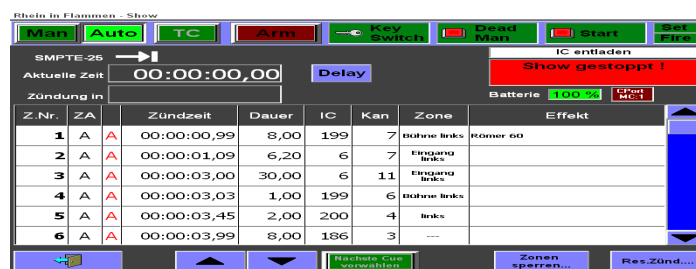 Rhein in Flammen - Show
Man Auto TC Arm Key Switch Dead Man Start Set Fire
SMPTE-25
IC entladen
Aktuelle Zeit 00:00:00,00 Delay
Show gestoppt !
Zündung in
Batterie 100 % CPort MC:1
Z.Nr. ZA Zündzeit Dauer IC Kan Zone Effekt
1 A A 00:00:00,99 8,00 199 7 Bühne links Römer 60
2 A A 00:00:01,09 6,20 6 7 Eingang links
3 A A 00:00:03,00 30,00 6 11 Eingang links
4 A A 00:00:03,03 1,00 199 6 Bühne links
5 A A 00:00:03,45 2,00 200 4 links
6 A A 00:00:03,99 8,00 186 3 ---
Nächste Cue vorwählen
Zonen sperren...
Res.Zünd....